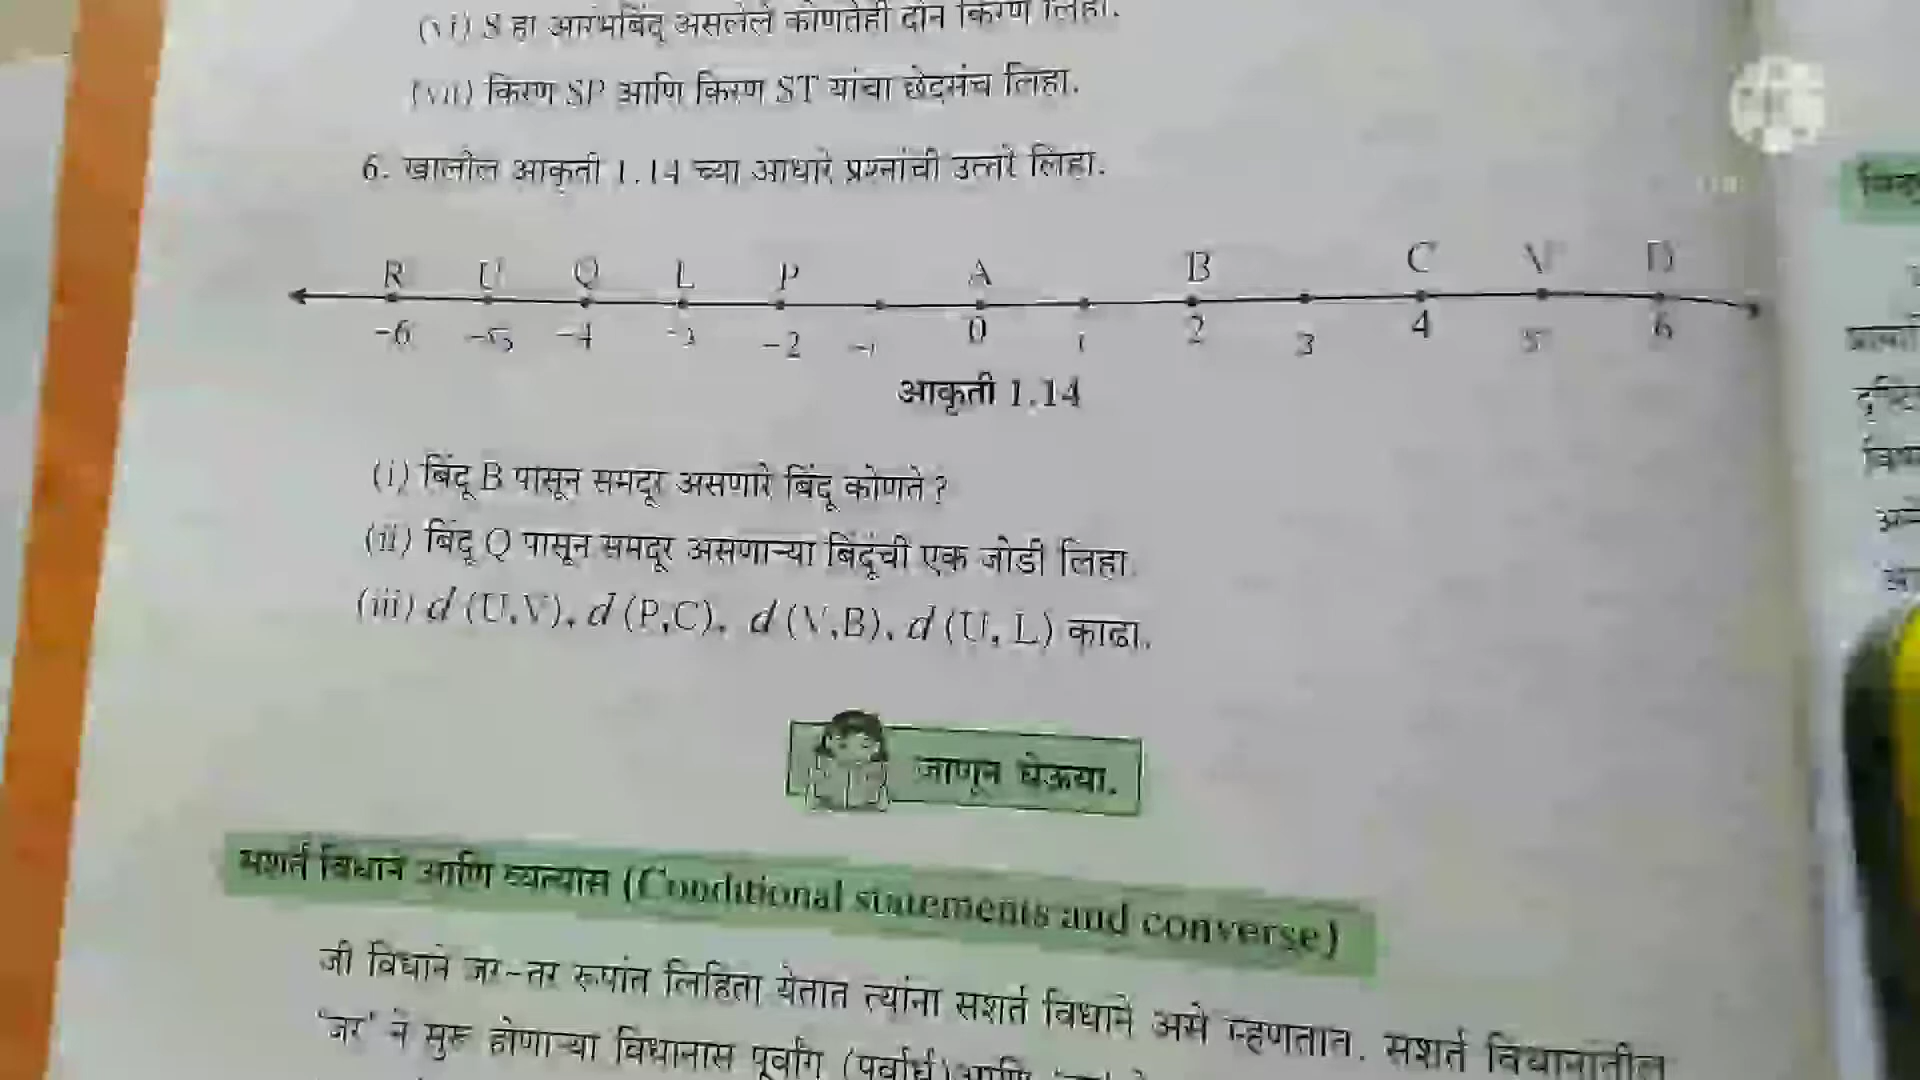 (vi) S हा आरंभबिंदू असलेले कोणतेही दोन किरण लिहा.
(vii) किरण SP आणि किरण ST यांचा छेदसंच लिहा.
6. खालील आकृती 1.14 च्या आधारे प्रश्नांची उत्तरे लिहा.
R U Q L P A B C V D
-6 -5 -4 -3 -2 -1 0 1 2 3 4 5 6
आकृती 1.14
(i) बिंदू B पासून समदूर असणारे बिंदू कोणते ?
(ii) बिंदू Q पासून समदूर असणाऱ्या बिंदूंची एक जोडी लिहा.
(iii) d (U,V), d (P,C), d (V,B), d (U, L) काढा.
जाणून घेऊया.
सशर्त विधाने आणि व्यत्यास (Conditional statements and converse)
जी विधाने जर-तर रूपांत लिहिता येतात त्यांना सशर्त विधाने असे म्हणतात. सशर्त विधानातील
'जर' ने सुरू होणाऱ्या विधानास पूर्वांग (पूर्वार्ध) आणि